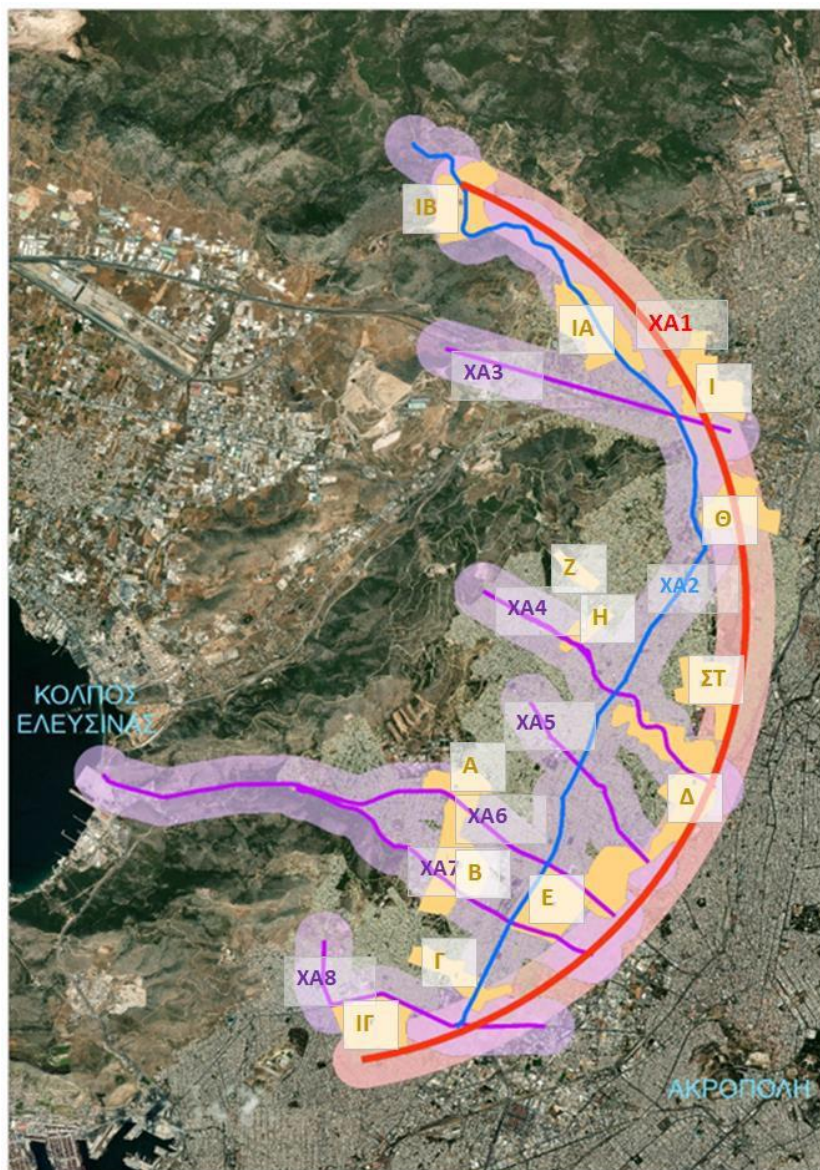 ΙΒ
ΙΑ
ΧΑ1
ΧΑ3
Ι
Θ
Ζ
ΧΑ2
ΧΑ4
Η
ΣΤ
ΚΟΛΠΟΣ
ΕΛΕΥΣΙΝΑΣ
ΧΑ5
Α
Δ
ΧΑ6
ΧΑ7
Β
Ε
Γ
ΧΑ8
ΙΓ
ΑΚΡΟΠΟΛΗ